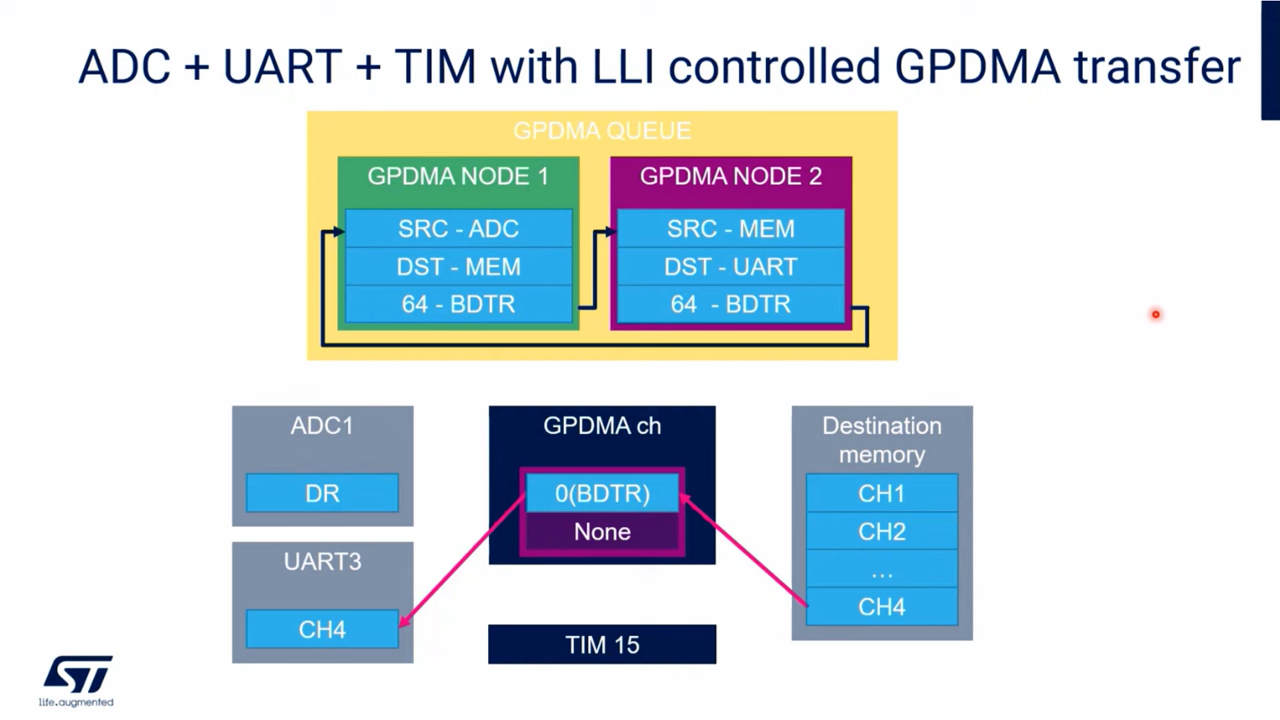 ADC + UART + TIM with LLI controlled GPDMA transfer
GPDMA QUEUE
GPDMA NODE 1
SRC - ADC
DST - MEM
64 - BDTR
GPDMA NODE 2
SRC - MEM
DST - UART
64 - BDTR
ADC1
DR
UART3
CH4
GPDMA ch
0(BDTR)
None
TIM 15
Destination
memory
CH1
CH2
...
CH4
ST
life.augmented